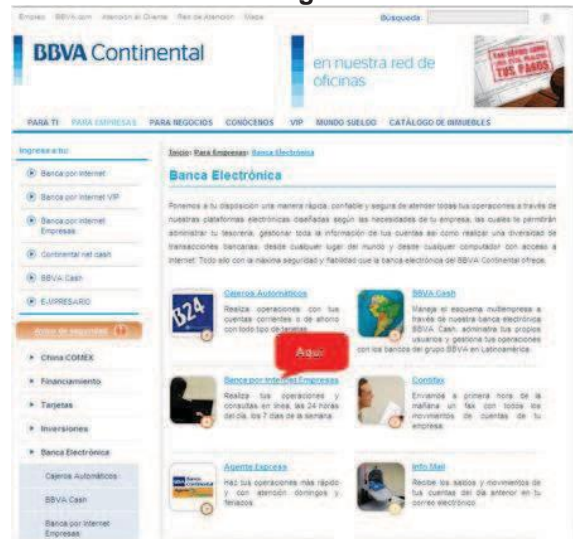 Empleo BBVA.com Atención al Cliente Red de Atención Mapa Búsqueda:
BBVA Continental
en nuestra red de
oficinas
TUS PAGOS
PARA TI PARA EMPRESAS PARA NEGOCIOS CONÓCENOS VIP MUNDO SUELDO CATÁLOGO DE INMUEBLES
Ingresa a tu:
Banca por Internet
Banca por Internet VIP
Banca por Internet
Empresas
Continental net cash
BBVA Cash
E-MPRESARIO
Aviso de seguridad
China COMEX
Financiamiento
Tarjetas
Inversiones
Banca Electrónica
Cajeros Automáticos
BBVA Cash
Banca por Internet
Empresas
Inicio› Para Empresas› Banca Electrónica
Banca Electrónica
Ponemos a tu disposición una manera rápida, confiable y segura de atender todas tus operaciones a través de
nuestras plataformas electrónicas diseñadas según las necesidades de tu empresa, las cuales te permitirán
administrar tu tesorería, gestionar toda la información de tus cuentas así como realizar una diversidad de
transacciones bancarias, desde cualquier lugar del mundo y desde cualquier computador con acceso a
Internet. Todo ello con la máxima seguridad y fiabilidad que la banca electrónica del BBVA Continental ofrece.
B24
Cajeros Automáticos
Realiza operaciones con tus
cuentas corrientes o de ahorro
con todo tipo de tarjetas.
BBVA Cash
Maneja el esquema multiempresa a
través de nuestra banca electrónica
BBVA Cash, administra tus propios
usuarios y gestiona tus operaciones
con los bancos del grupo BBVA en Latinoamérica.
Aquí
Banca por Internet Empresas
Realiza tus operaciones y
consultas en línea, las 24 horas
del día, los 7 días de la semana.
Contifax
Envíamos a primera hora de la
mañana un fax con todos los
movimientos de cuentas de tu
empresa.
Agente Express
Haz tus operaciones más rápido
y con atención domingos y
feriados.
Info Mail
Recibe los saldos y movimientos de
tus cuentas del día anterior en tu
correo electrónico.